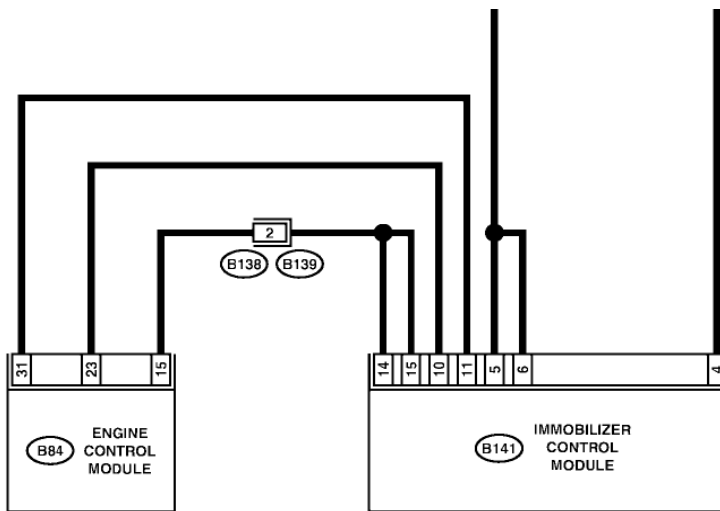 2
B138 B139
31 23 15 14 15 10 11 5 6 4
B84 ENGINE
CONTROL
MODULE
B141 IMMOBILIZER
CONTROL
MODULE